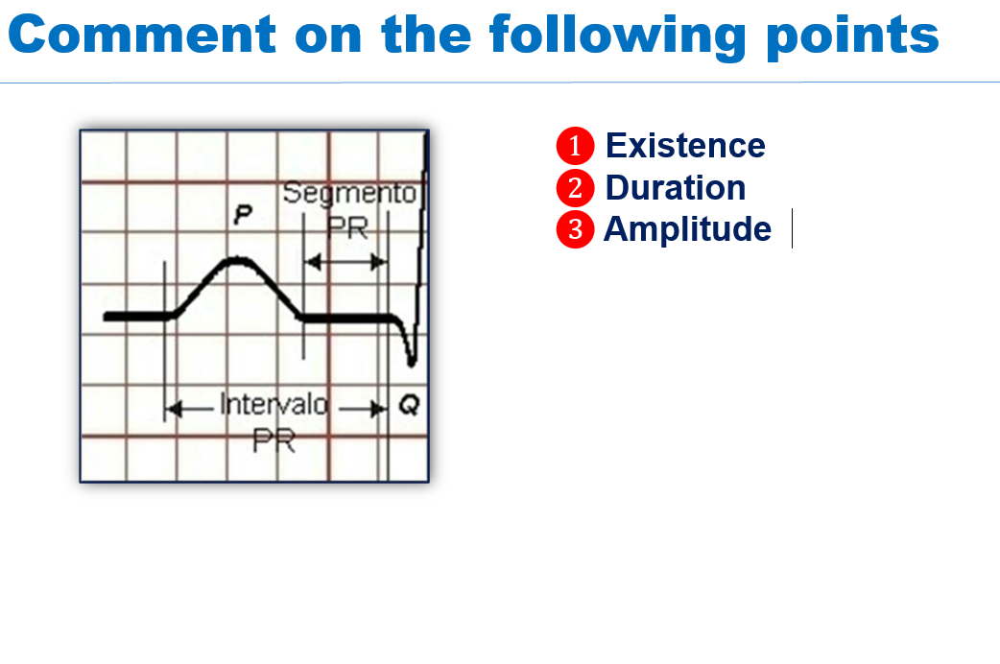 Comment on the following points
P
Segmento
PR
Intervalo
PR
Q
1 Existence
2 Duration
3 Amplitude